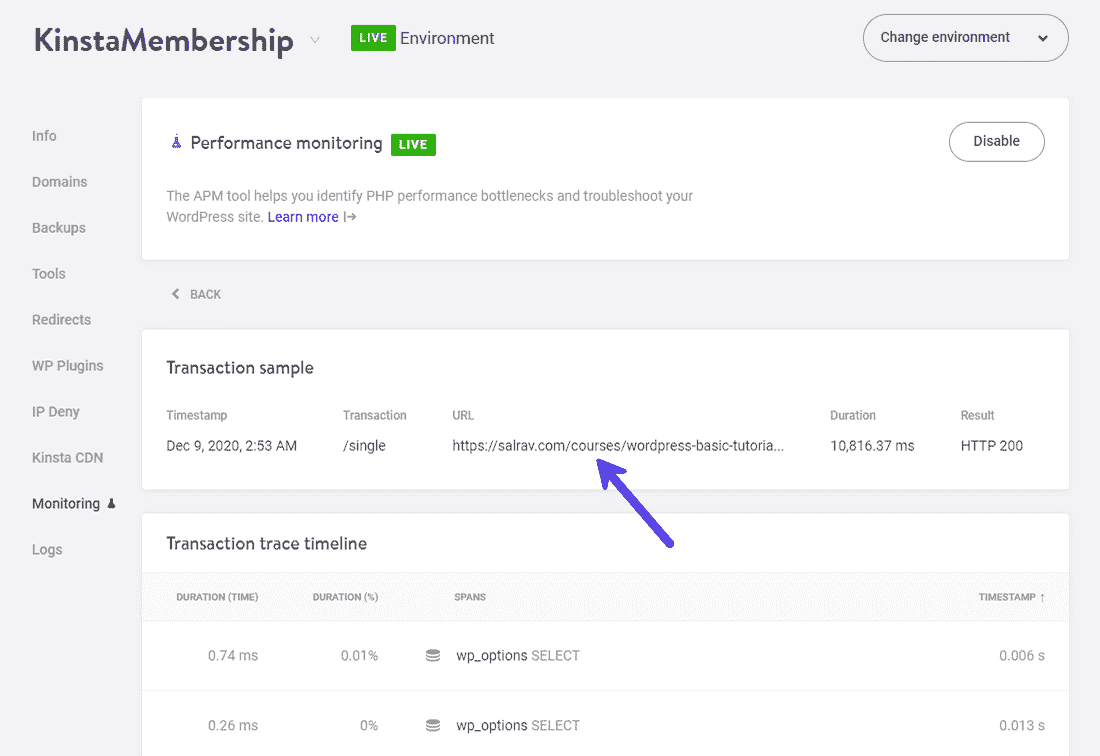 KinstaMembership
LIVE Environment
Change environment
Info
Domains
Backups
Tools
Redirects
WP Plugins
IP Deny
Kinsta CDN
Monitoring
Logs
Performance monitoring LIVE
Disable
The APM tool helps you identify PHP performance bottlenecks and troubleshoot your
WordPress site. Learn more
BACK
Transaction sample
Timestamp Transaction URL Duration Result
Dec 9, 2020, 2:53 AM /single https://salrav.com/courses/wordpress-basic-tutoria... 10,816.37 ms HTTP 200
Transaction trace timeline
DURATION (TIME) DURATION (%) SPANS TIMESTAMP ↑
0.74 ms 0.01% wp_options SELECT 0.006 s
0.26 ms 0% wp_options SELECT 0.013 s